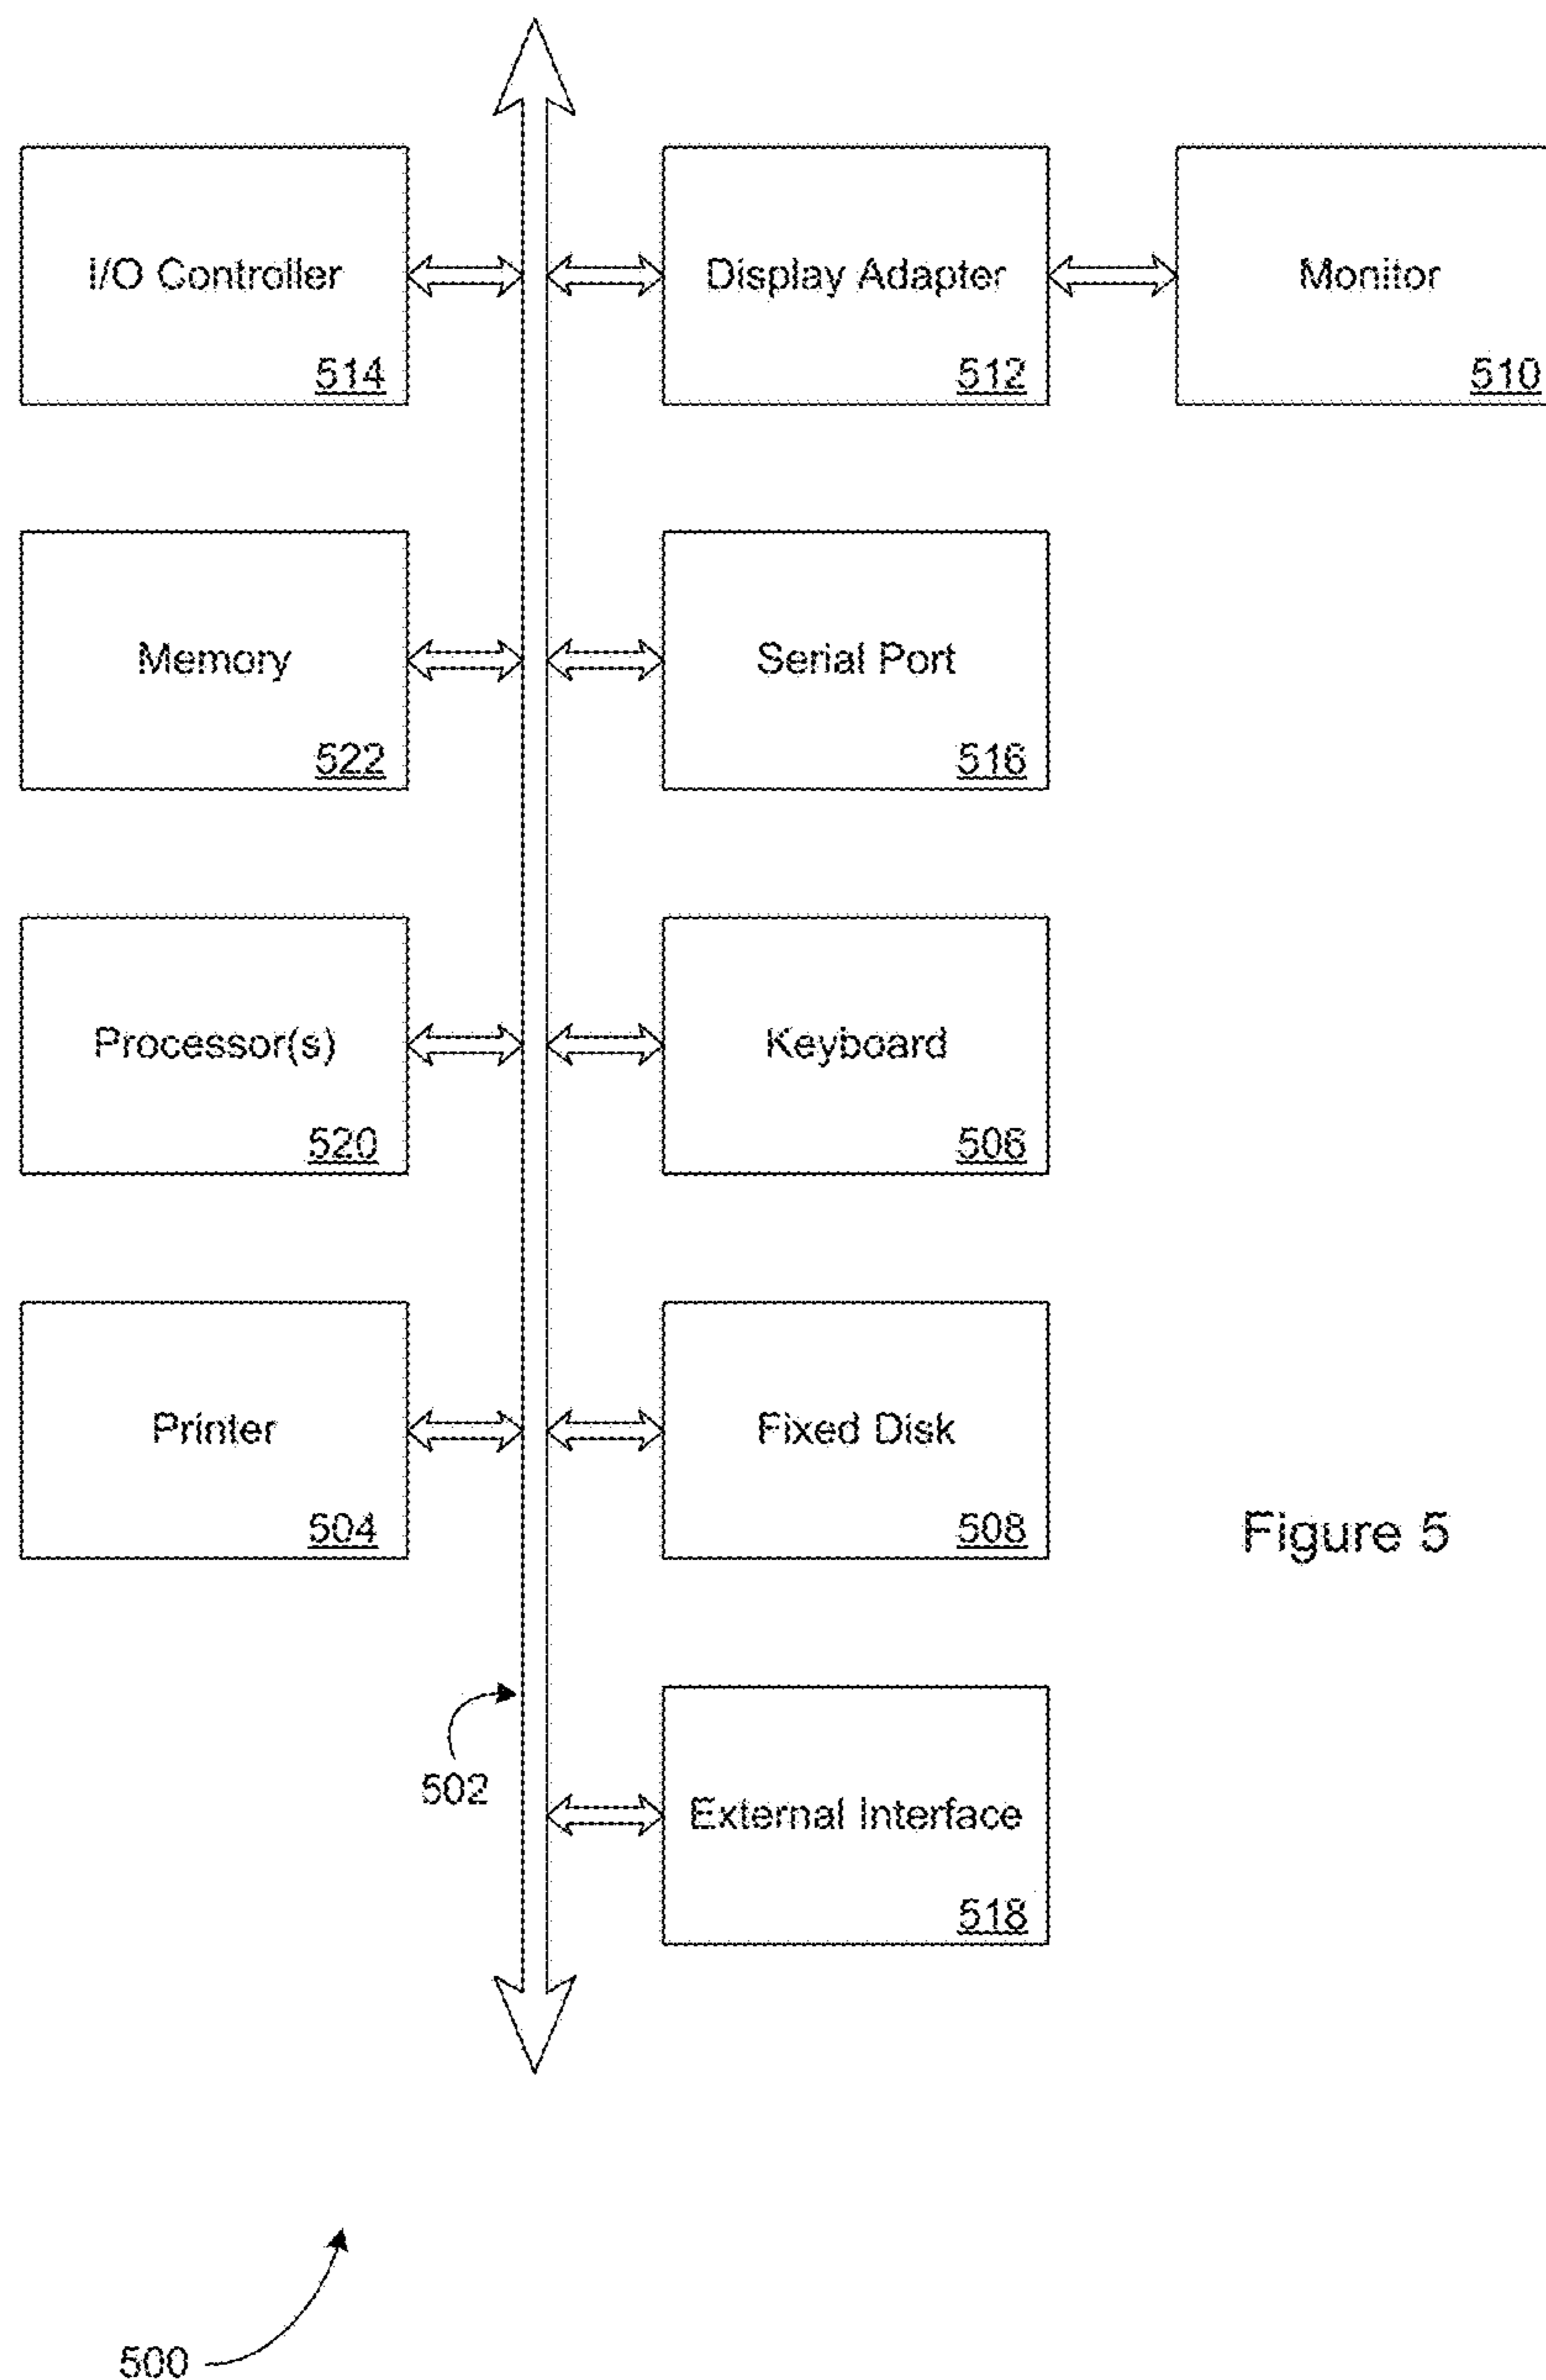 I/O Controller
514
Display Adapter
512
Monitor
510
Memory
522
Serial Port
516
Processor(s)
520
Keyboard
506
Printer
504
Fixed Disk
508
Figure 5
502
External Interface
518
500